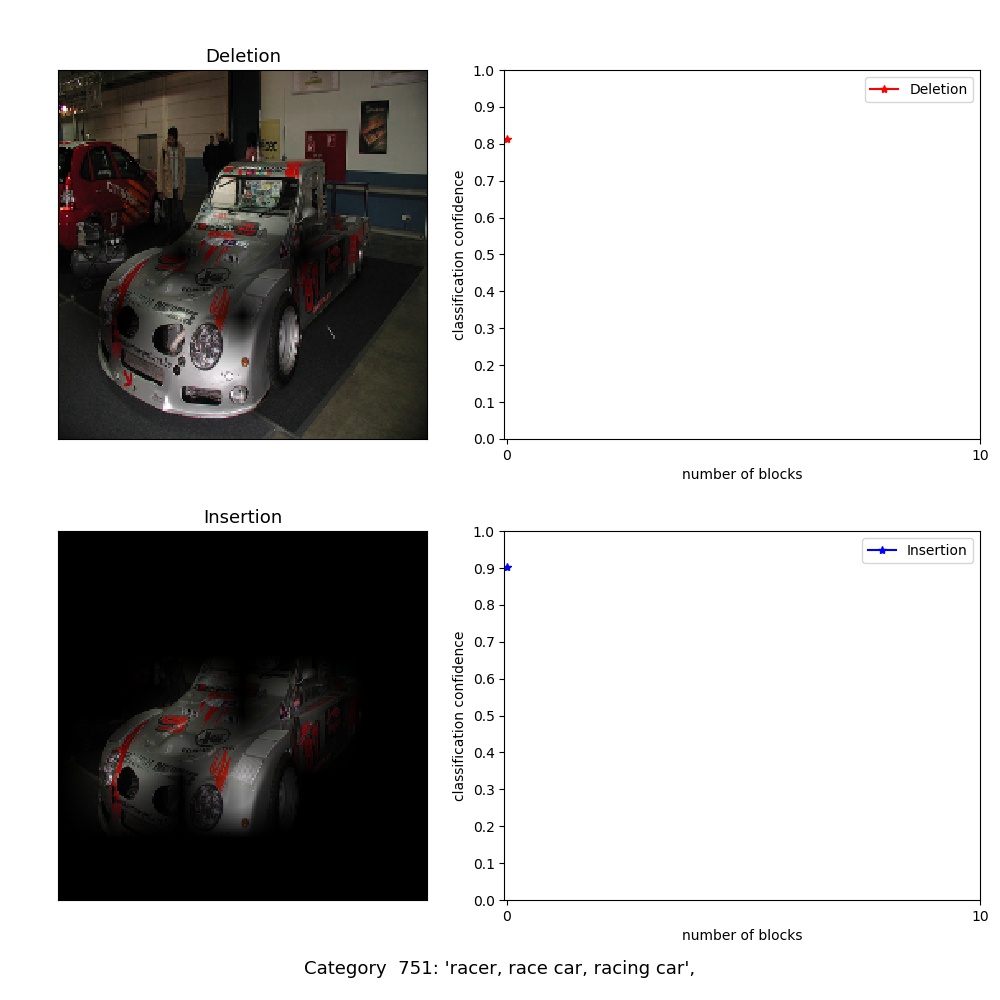 Deletion
1.0
0.9
0.8
0.7
0.6
0.5
0.4
0.3
0.2
0.1
0.0
classification confidence
Deletion
0
10
number of blocks
Insertion
1.0
0.9
0.8
0.7
0.6
0.5
0.4
0.3
0.2
0.1
0.0
classification confidence
Insertion
0
10
number of blocks
Category  751: 'racer, race car, racing car',